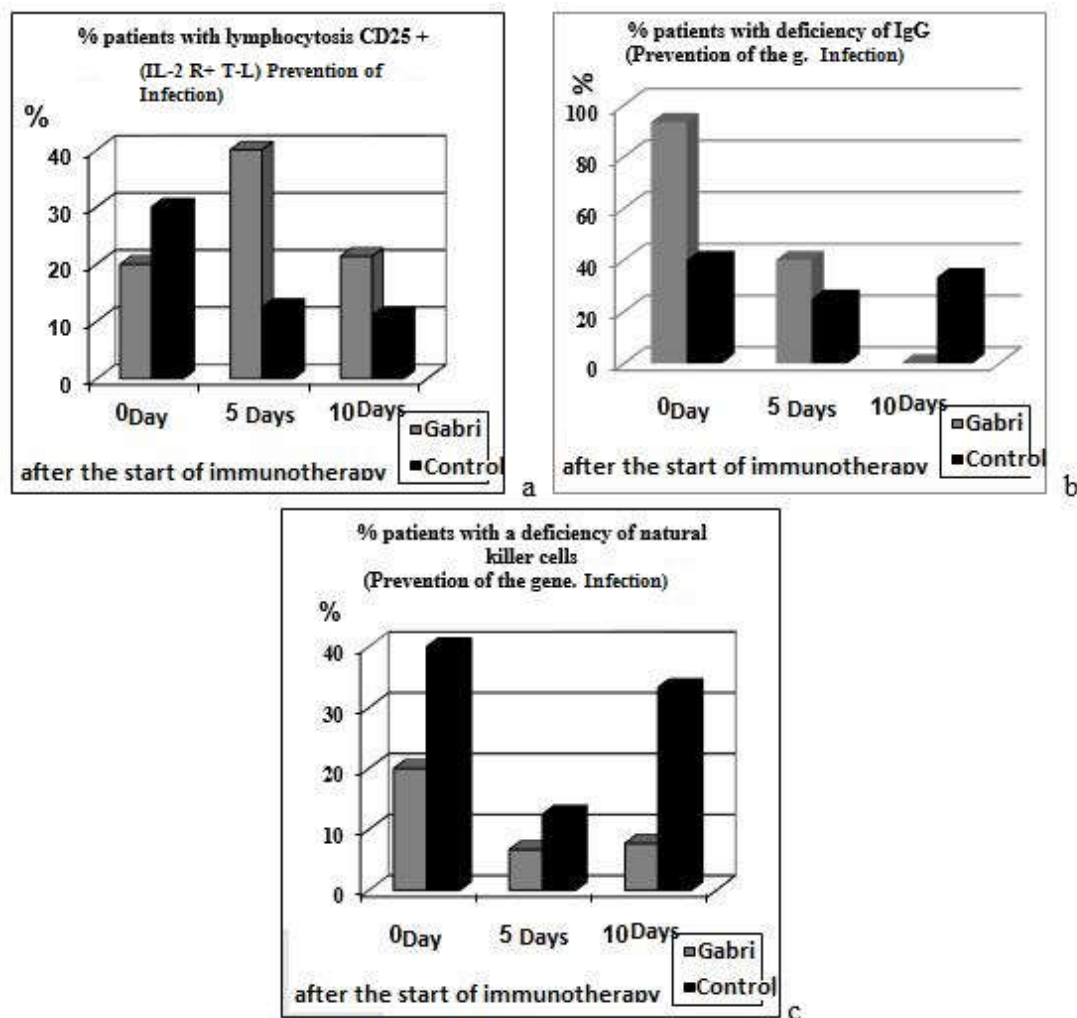 % patients with lymphocytosis CD25 +
(IL-2 R+ T-L) Prevention of
Infection)
%
40
30
20
10
0
0Day 5 Days 10Days
Gabri
Control
after the start of immunotherapy
a
% patients with deficiency of IgG
(Prevention of the g. Infection)
%
100
80
60
40
20
0
0Day 5 Days 10Days
Gabri
Control
after the start of immunotherapy
b
% patients with a deficiency of natural
killer cells
(Prevention of the gene. Infection)
%
40
30
20
10
0
0Day 5 Days 10Days
Gabri
Control
after the start of immunotherapy
c